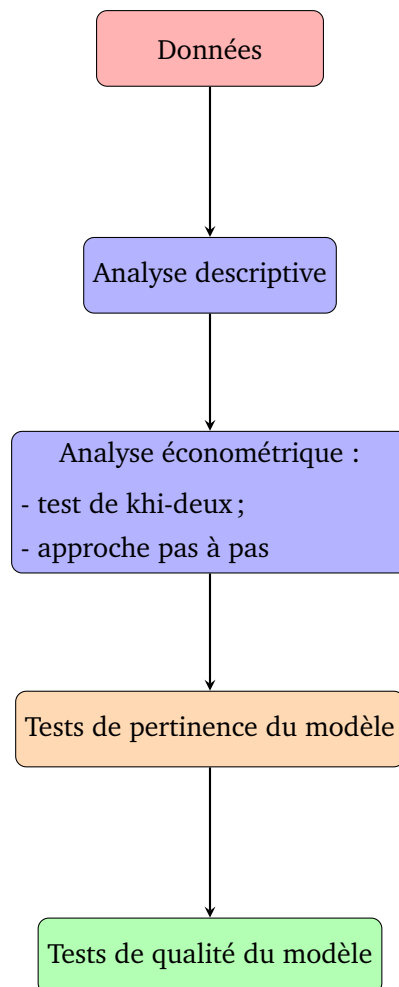 Données
Analyse descriptive
Analyse économétrique :
- test de khi-deux ;
- approche pas à pas
Tests de pertinence du modèle
Tests de qualité du modèle